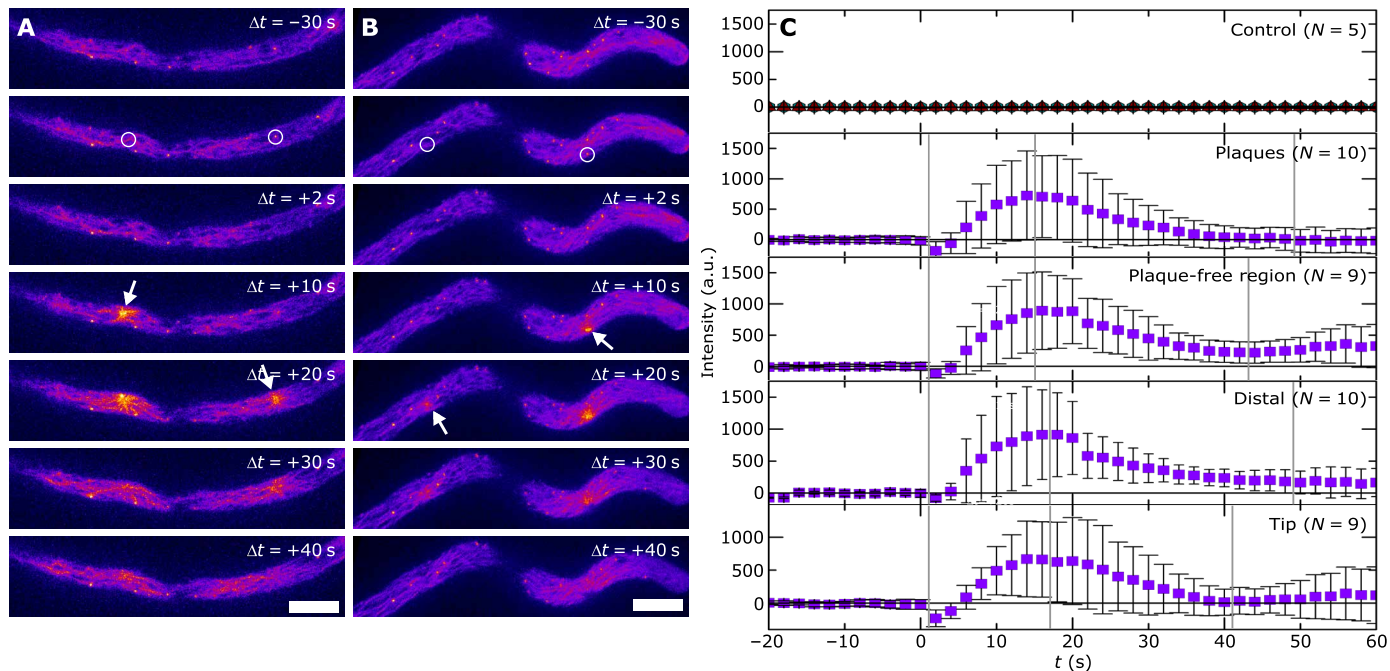 A
Δt = −30 s
Δt = +2 s
Δt = +10 s
Δt = +20 s
Δt = +30 s
Δt = +40 s
B
Δt = −30 s
Δt = +2 s
Δt = +10 s
Δt = +20 s
Δt = +30 s
Δt = +40 s
C
Intensity (a.u.)
1500
1000
500
0
Control (N = 5)
1500
1000
500
0
Plaques (N = 10)
1500
1000
500
0
Plaque-free region (N = 9)
1500
1000
500
0
Distal (N = 10)
1000
500
0
Tip (N = 9)
−20 −10 0 10 20 30 40 50 60
t (s)